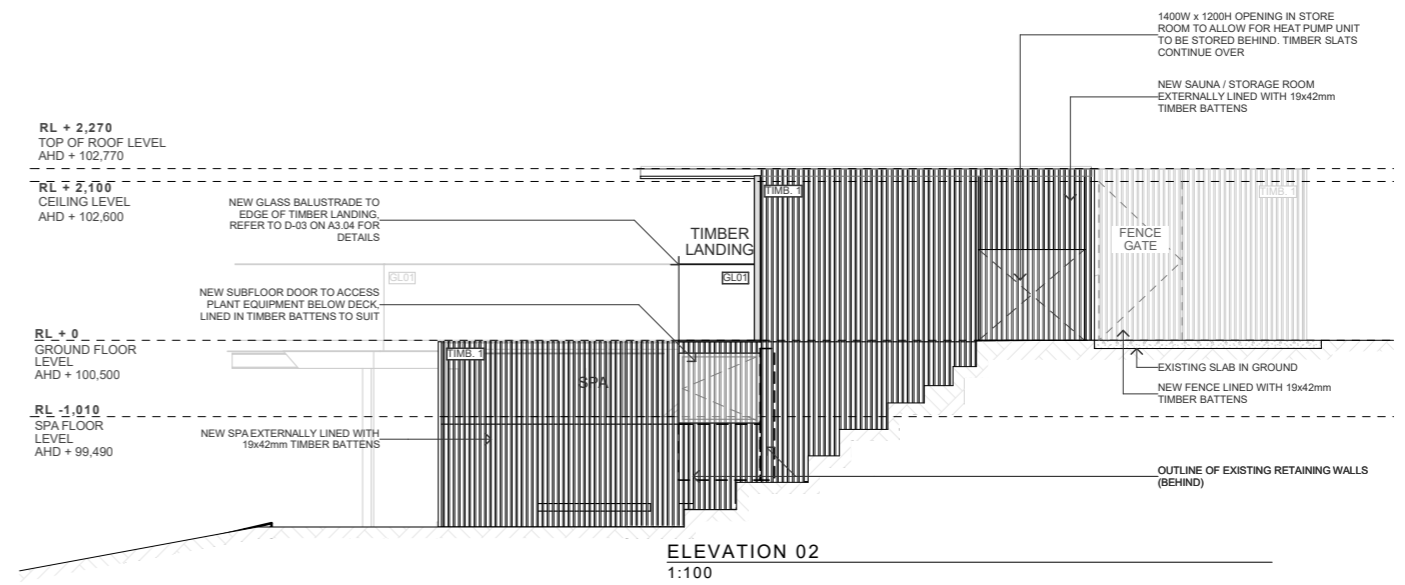 1400W x 1200H OPENING IN STORE
ROOM TO ALLOW FOR HEAT PUMP UNIT
TO BE STORED BEHIND. TIMBER SLATS
CONTINUE OVER
NEW SAUNA / STORAGE ROOM
EXTERNALLY LINED WITH 19x42mm
TIMBER BATTENS
RL + 2,270
TOP OF ROOF LEVEL
AHD + 102,770
RL + 2,100
CEILING LEVEL
AHD + 102,600
NEW GLASS BALUSTRADE TO
EDGE OF TIMBER LANDING,
REFER TO D-03 ON A3.04 FOR
DETAILS
TIMB. 1
TIMB. 1
TIMBER
LANDING
FENCE
GATE
GL01
GL01
NEW SUBFLOOR DOOR TO ACCESS
PLANT EQUIPMENT BELOW DECK,
LINED IN TIMBER BATTENS TO SUIT
RL + 0
GROUND FLOOR
LEVEL
AHD + 100,500
TIMB. 1
SPA
EXISTING SLAB IN GROUND
NEW FENCE LINED WITH 19x42mm
TIMBER BATTENS
RL -1,010
SPA FLOOR
LEVEL
AHD + 99,490
NEW SPA EXTERNALLY LINED WITH
19x42mm TIMBER BATTENS
OUTLINE OF EXISTING RETAINING WALLS
(BEHIND)
ELEVATION 02
1:100